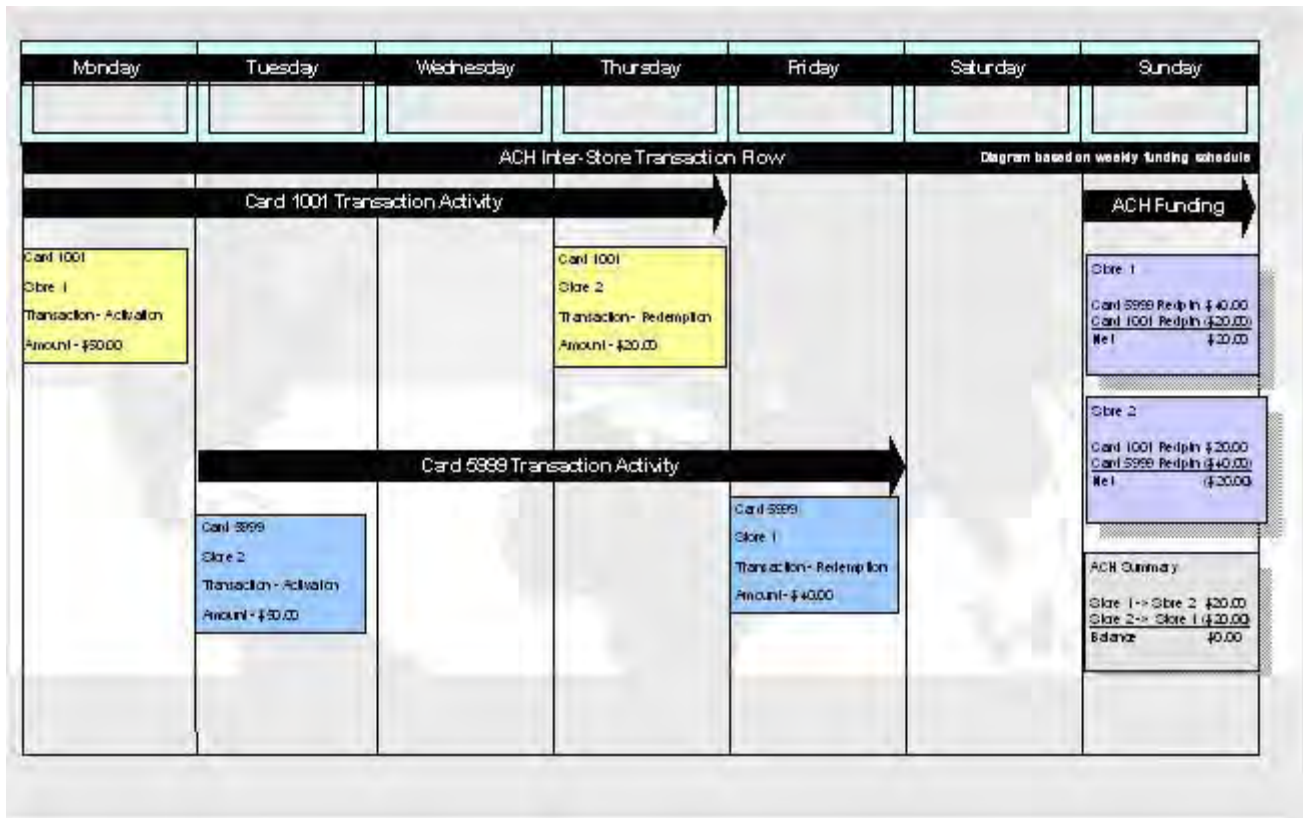 Monday Tuesday Wednesday Thursday Friday Saturday Sunday
ACH Inter-Store Transaction Flow Diagram based on weekly funding schedule
Card 1001 Transaction Activity
ACH Funding
Card 1001
Store 1
Transaction - Activation
Amount - $50.00
Card 1001
Store 2
Transaction - Redemption
Amount - $20.00
Store 1
Card 5999 Redptn $40.00
Card 1001 Redptn ($20.00)
Net $20.00
Store 2
Card 1001 Redptn $20.00
Card 5999 Redptn ($40.00)
Net ($20.00)
Card 5999 Transaction Activity
Card 5999
Store 2
Transaction - Activation
Amount - $50.00
Card 5999
Store 1
Transaction - Redemption
Amount - $40.00
ACH Summary
Store 1-> Store 2 $20.00
Store 2-> Store 1 ($20.00)
Balance $0.00